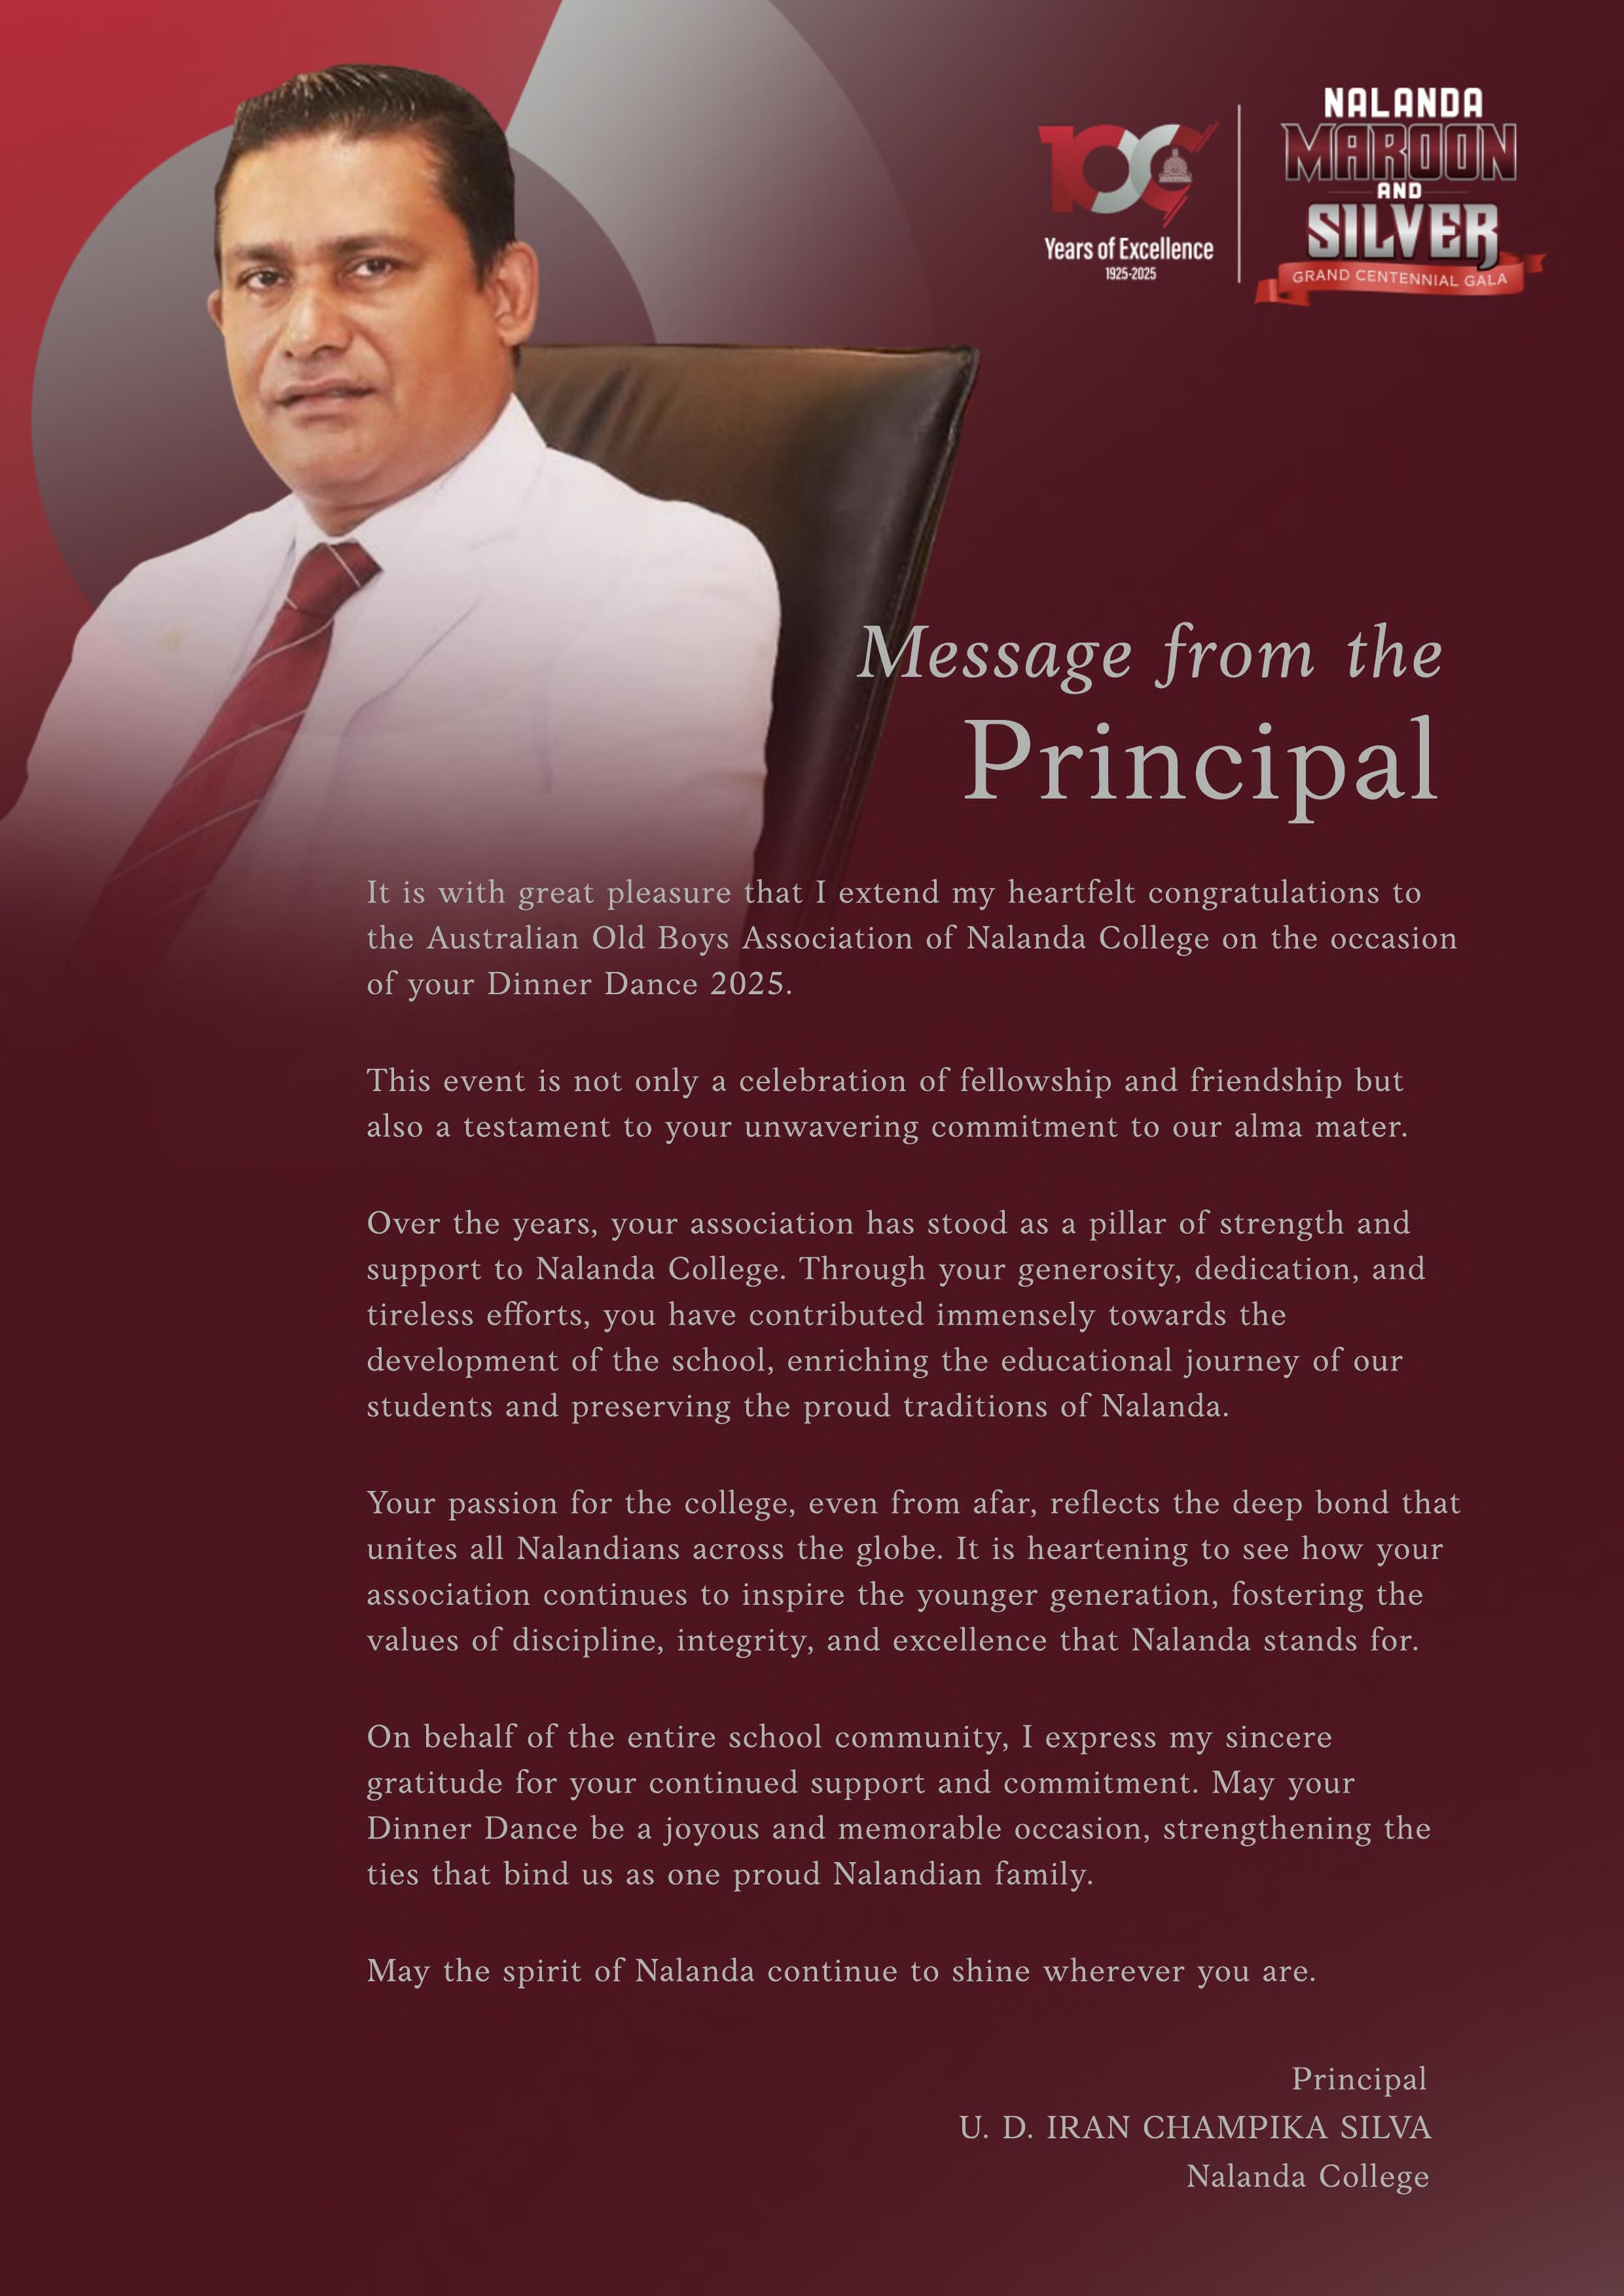 100
Years of Excellence
1925-2025
NALANDA
MAROON
AND
SILVER
GRAND CENTENNIAL GALA
Message from the
Principal
It is with great pleasure that I extend my heartfelt congratulations to
the Australian Old Boys Association of Nalanda College on the occasion
of your Dinner Dance 2025.
This event is not only a celebration of fellowship and friendship but
also a testament to your unwavering commitment to our alma mater.
Over the years, your association has stood as a pillar of strength and
support to Nalanda College. Through your generosity, dedication, and
tireless efforts, you have contributed immensely towards the
development of the school, enriching the educational journey of our
students and preserving the proud traditions of Nalanda.
Your passion for the college, even from afar, reflects the deep bond that
unites all Nalandians across the globe. It is heartening to see how your
association continues to inspire the younger generation, fostering the
values of discipline, integrity, and excellence that Nalanda stands for.
On behalf of the entire school community, I express my sincere
gratitude for your continued support and commitment. May your
Dinner Dance be a joyous and memorable occasion, strengthening the
ties that bind us as one proud Nalandian family.
May the spirit of Nalanda continue to shine wherever you are.
Principal
U. D. IRAN CHAMPIKA SILVA
Nalanda College